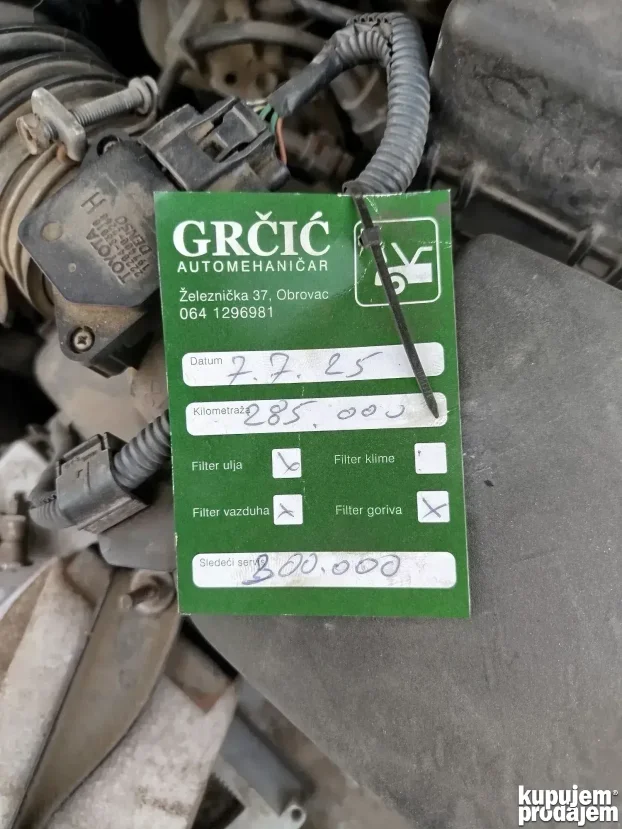 GRČIĆ
AUTOMEHANIČAR
Železnička 37, Obrovac
064 1296981
Datum 7.7.25
Kilometraža 285.000
Filter ulja x Filter klime
Filter vazduha x Filter goriva x
Sledeći servis 300.000
TOYOTA
DENSO
H
kupujem
prodajem